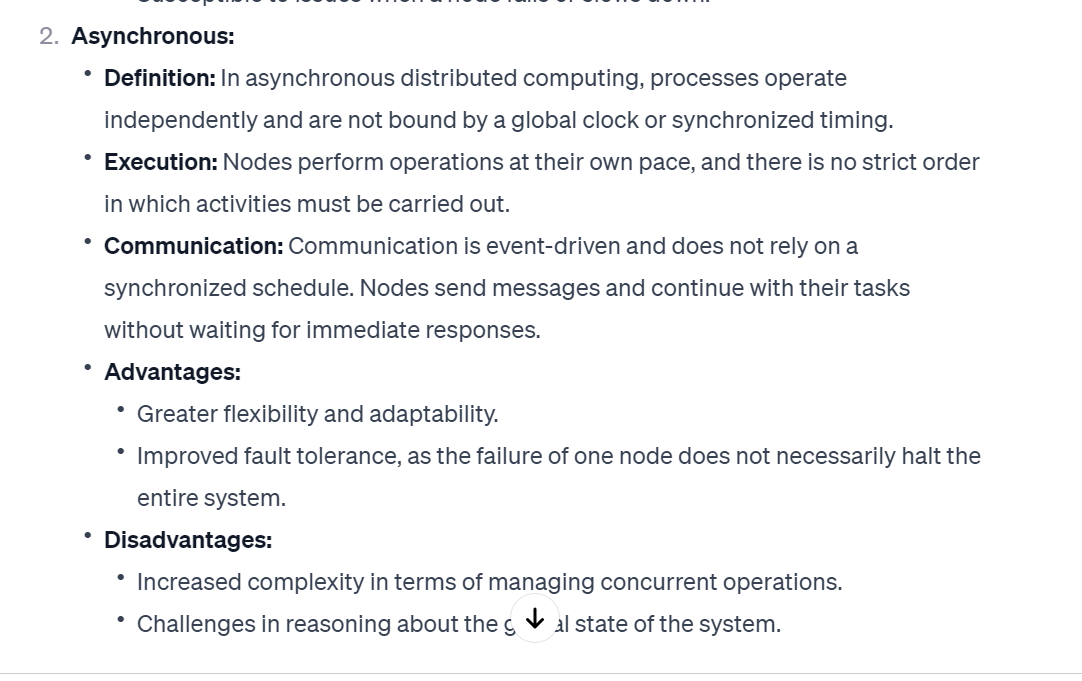 2. Asynchronous:
• Definition: In asynchronous distributed computing, processes operate
independently and are not bound by a global clock or synchronized timing.
• Execution: Nodes perform operations at their own pace, and there is no strict order
in which activities must be carried out.
• Communication: Communication is event-driven and does not rely on a
synchronized schedule. Nodes send messages and continue with their tasks
without waiting for immediate responses.
• Advantages:
• Greater flexibility and adaptability.
• Improved fault tolerance, as the failure of one node does not necessarily halt the
entire system.
• Disadvantages:
• Increased complexity in terms of managing concurrent operations.
• Challenges in reasoning about the state of the system.